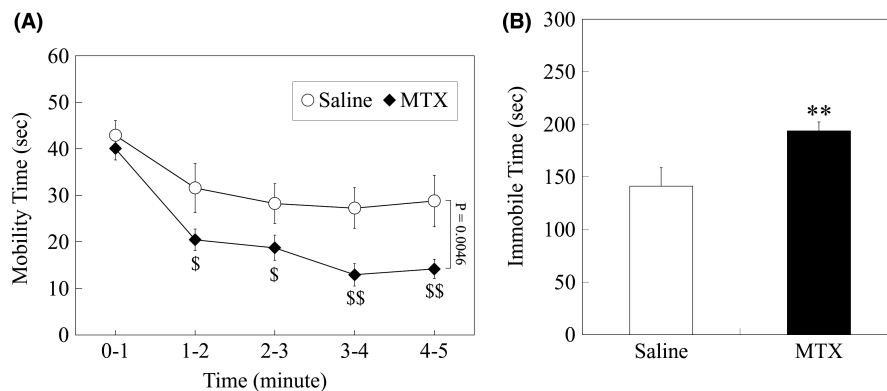 (A)
Mobility Time (sec)
60
50
40
30
20
10
0
Saline MTX
P = 0.0046
$ $ $$ $$
0-1 1-2 2-3 3-4 4-5
Time (minute)
(B)
Immobile Time (sec)
300
250
200
150
100
50
0
**
Saline MTX